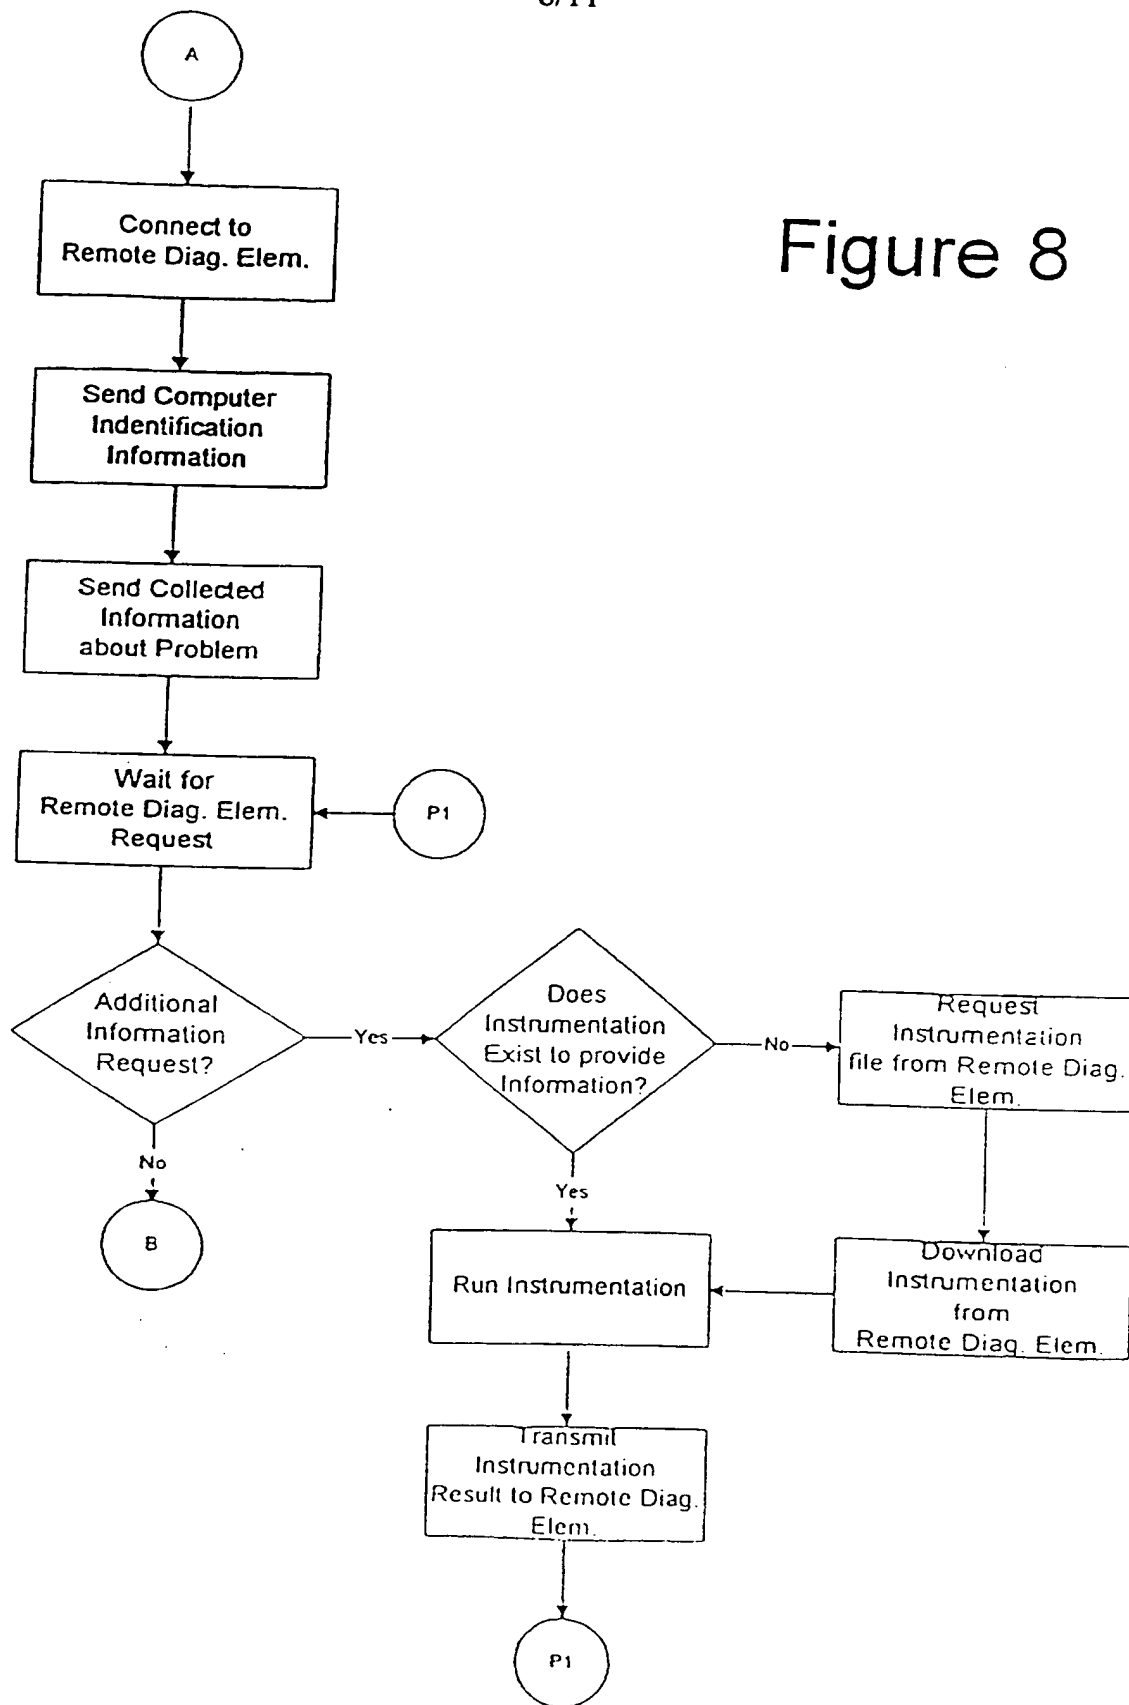 A
Connect to
Remote Diag. Elem.
Figure 8
Send Computer
Indentification
Information
Send Collected
Information
about Problem
Wait for
Remote Diag. Elem.
Request
P1
Additional
Information
Request?
Yes
Does
Instrumentation
Exist to provide
Information?
No
Request
Instrumentation
file from Remote Diag.
Elem.
No
B
Yes
Run Instrumentation
Download
Instrumentation
from
Remote Diag. Elem.
Transmit
Instrumentation
Result to Remote Diag.
Elem.
P1